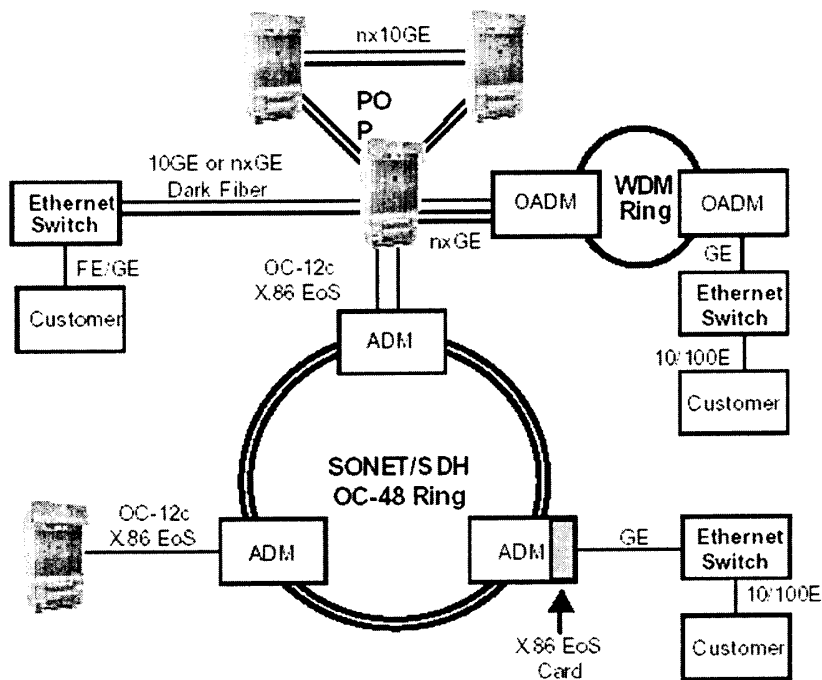 nx10GE
PO
P
10GE or nxGE
Dark Fiber
Ethernet
Switch
FE/GE
Customer
nxGE
OADM
WDM
Ring
OADM
GE
Ethernet
Switch
10/100E
Customer
OC-12c
X.86 EoS
ADM
SONET/SDH
OC-48 Ring
OC-12c
X.86 EoS
ADM
ADM
GE
Ethernet
Switch
10/100E
Customer
X.86 EoS
Card